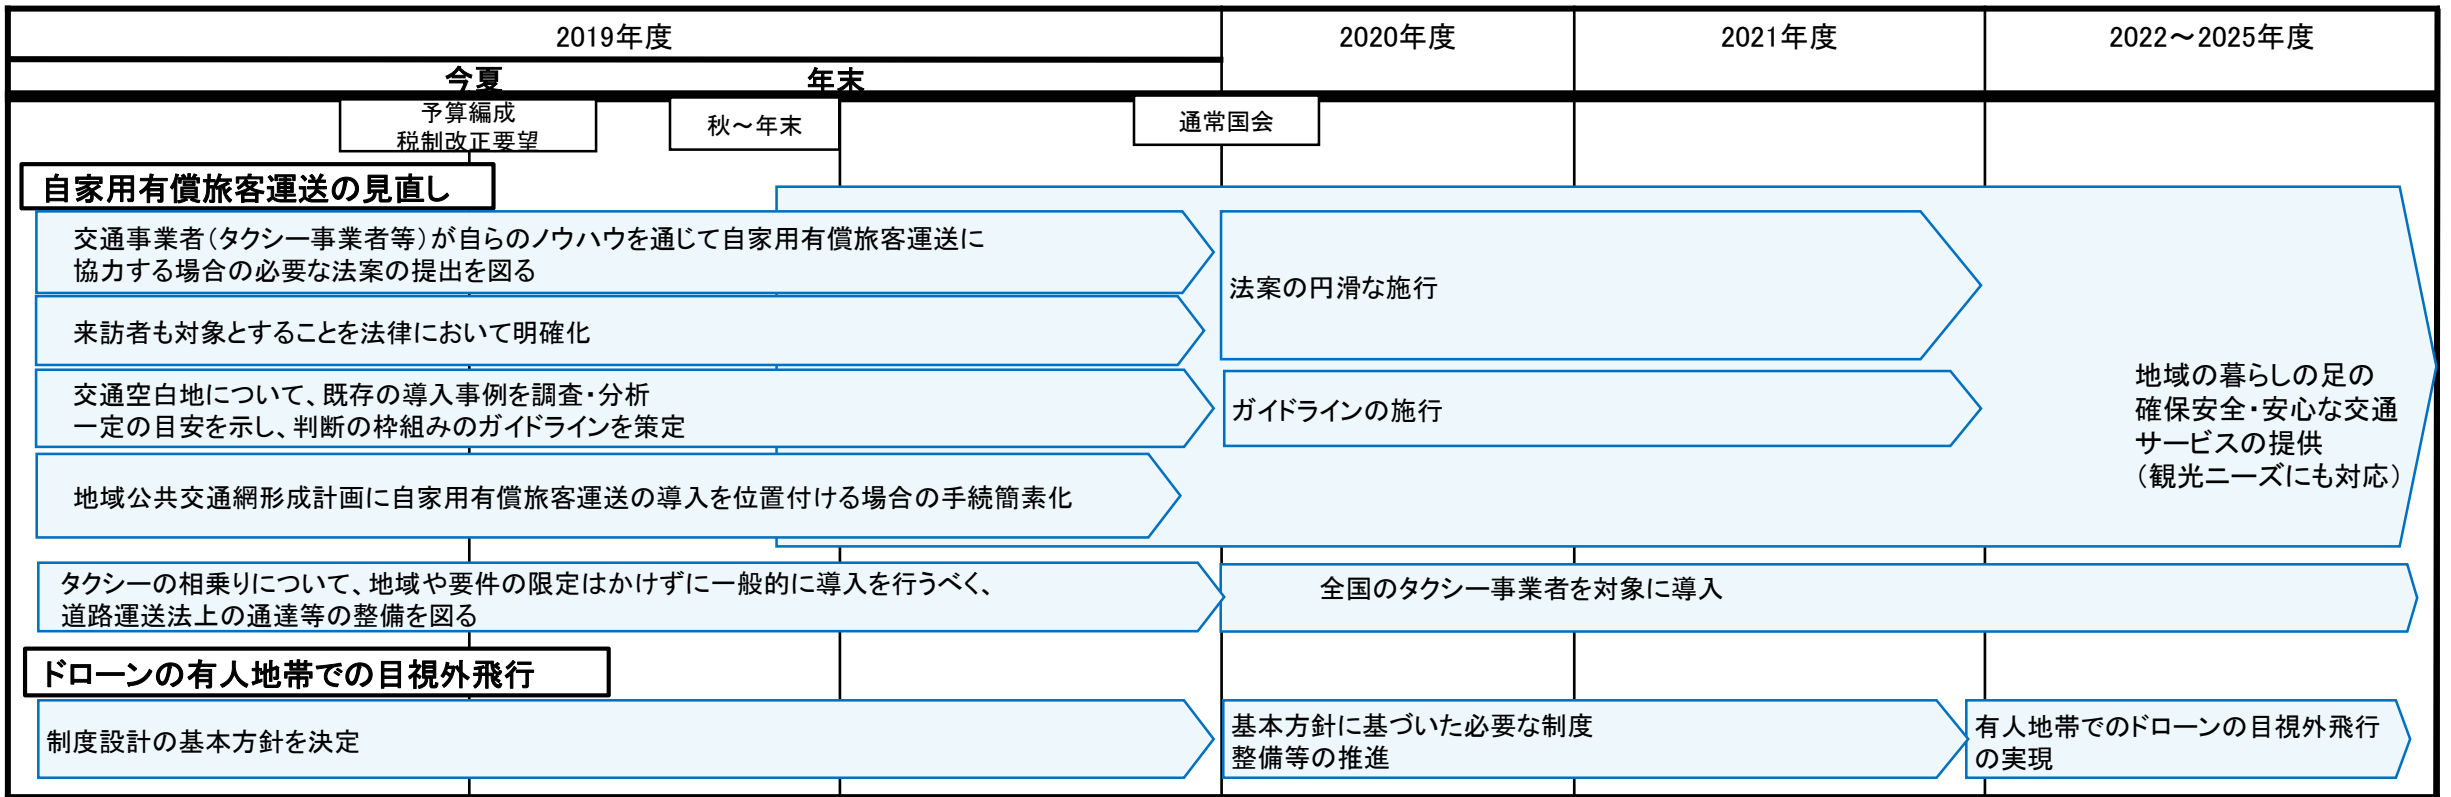 2019年度
2020年度
2021年度
2022～2025年度
今夏
年末
予算編成
税制改正要望
秋～年末
通常国会
自家用有償旅客運送の見直し
交通事業者（タクシー事業者等）が自らのノウハウを通じて自家用有償旅客運送に
協力する場合の必要な法案の提出を図る
法案の円滑な施行
来訪者も対象とすることを法律において明確化
交通空白地について、既存の導入事例を調査・分析
一定の目安を示し、判断の枠組みのガイドラインを策定
ガイドラインの施行
地域の暮らしの足の
確保安全・安心な交通
サービスの提供
（観光ニーズにも対応）
地域公共交通網形成計画に自家用有償旅客運送の導入を位置付ける場合の手続簡素化
タクシーの相乗りについて、地域や要件の限定はかけずに一般的に導入を行うべく、
道路運送法上の通達等の整備を図る
全国のタクシー事業者を対象に導入
ドローンの有人地帯での目視外飛行
制度設計の基本方針を決定
基本方針に基づいた必要な制度
整備等の推進
有人地帯でのドローンの目視外飛行
の実現